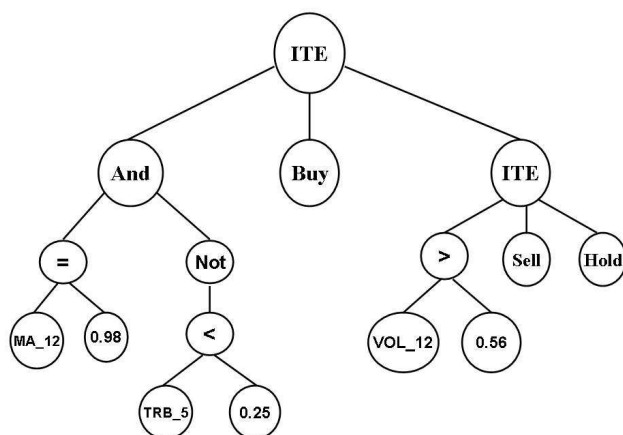 ITE
And
Buy
ITE
=
Not
>
Sell
Hold
MA_12
0.98
<
VOL_12
0.56
TRB_5
0.25